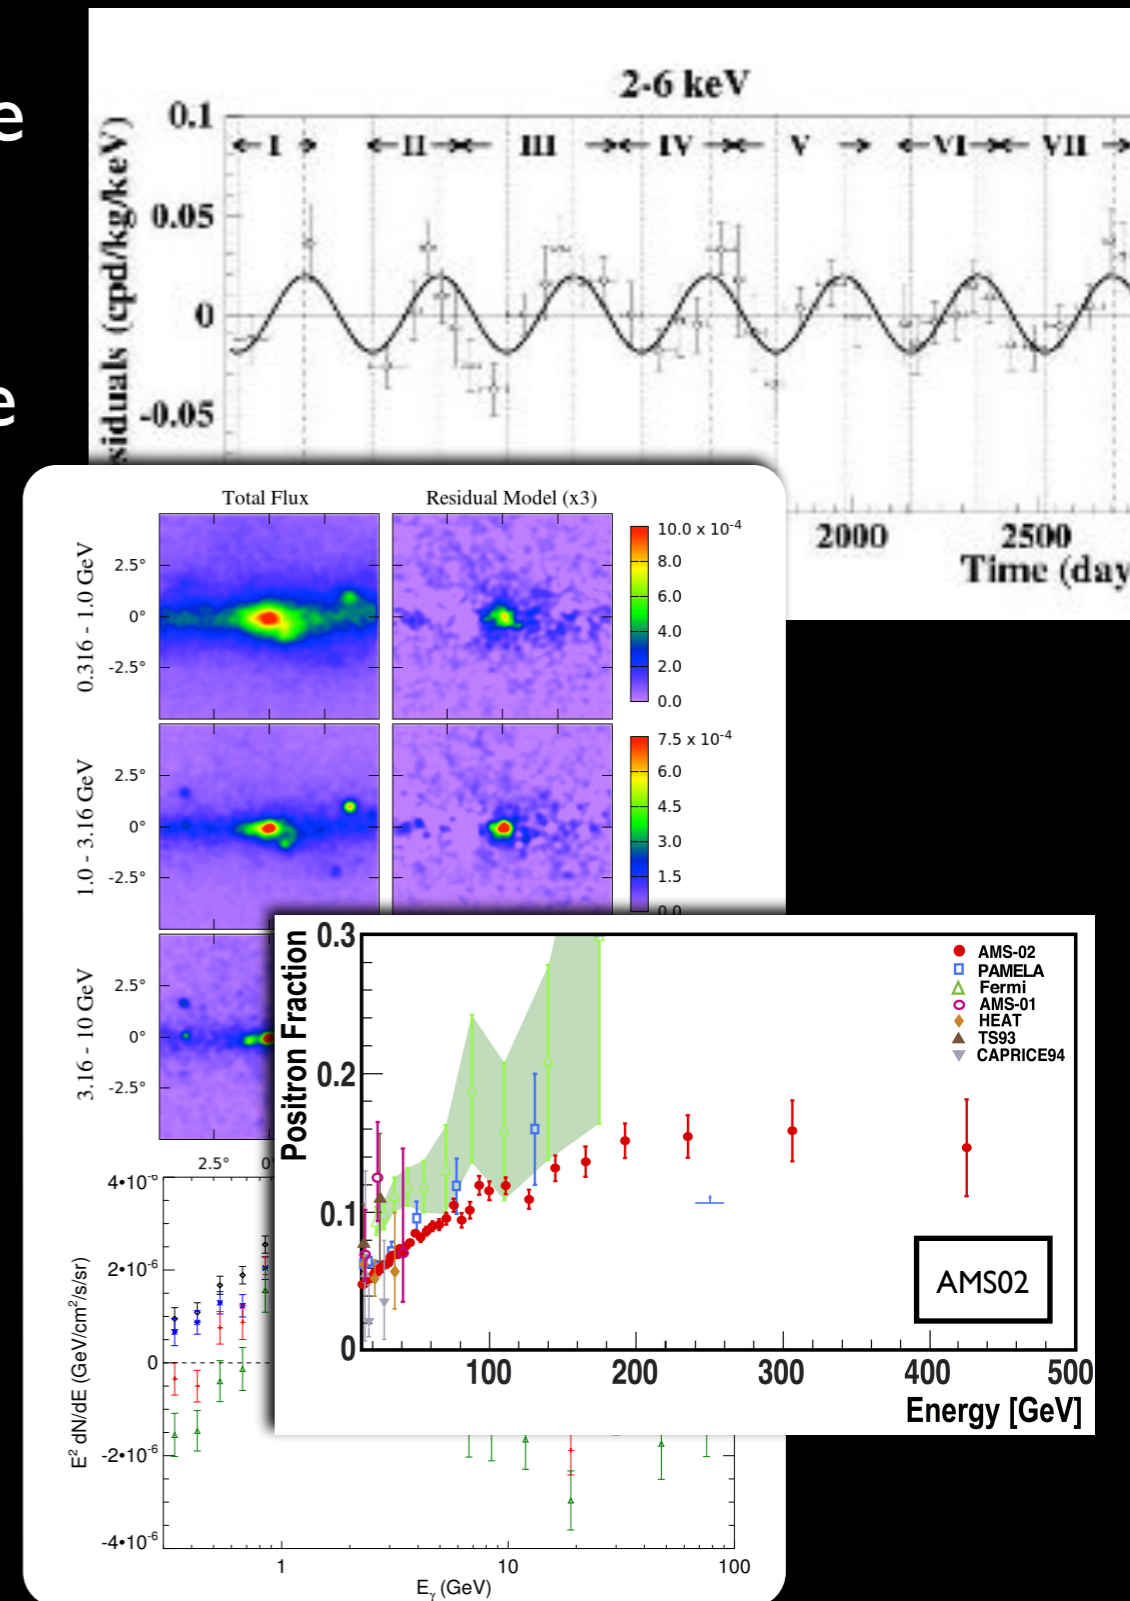 e
e
2-6 keV
0.1
I II III IV V VI VII
0.05
0
-0.05
siduals (cpd/kg/keV)
2000 2500
Time (day
Total Flux Residual Model (x3)
0.316 - 1.0 GeV
2.5°
0°
-2.5°
10.0 x 10-4
8.0
6.0
4.0
2.0
0.0
1.0 - 3.16 GeV
2.5°
0°
-2.5°
7.5 x 10-4
6.0
4.5
3.0
1.5
0.0
3.16 - 10 GeV
2.5°
0°
-2.5°
2.5° 0°
Positron Fraction
0.3
0.2
0.1
0
AMS-02
PAMELA
Fermi
AMS-01
HEAT
TS93
CAPRICE94
AMS02
100 200 300 400 500
Energy [GeV]
E2 dN/dE (GeV/cm2/s/sr)
4•10-6
2•10-6
0
-2•10-6
-4•10-6
1 10 100
Eγ (GeV)